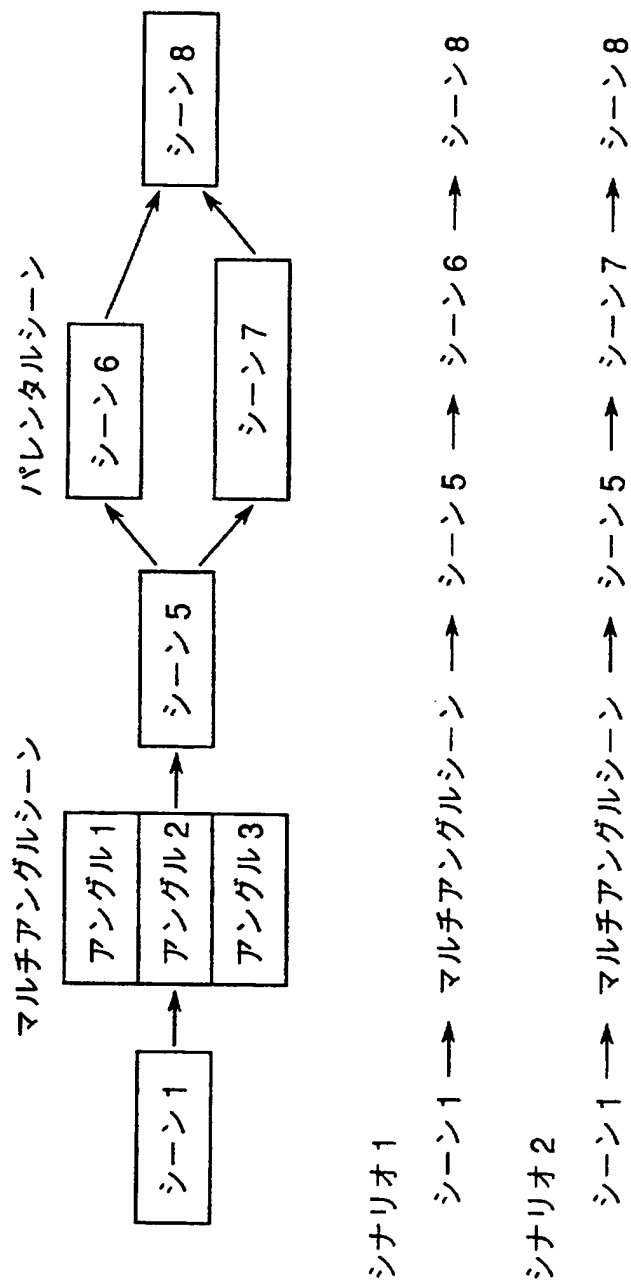 マルチアングルシーン
パレンタルシーン
シーン1
アングル1
アングル2
アングル3
シーン5
シーン6
シーン7
シーン8
シナリオ1
シーン1 → マルチアングルシーン → シーン5 → シーン6 → シーン8
シナリオ2
シーン1 → マルチアングルシーン → シーン5 → シーン7 → シーン8